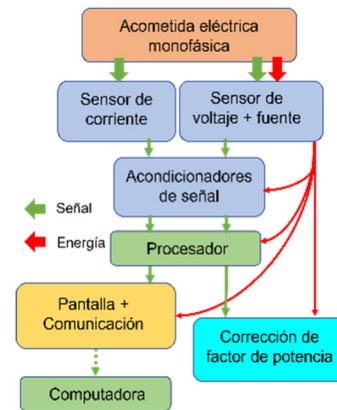 Acometida eléctrica
monofásica
Sensor de
corriente
Sensor de
voltaje + fuente
Acondicionadores
de señal
Señal
Energía
Procesador
Pantalla +
Comunicación
Corrección de
factor de potencia
Computadora